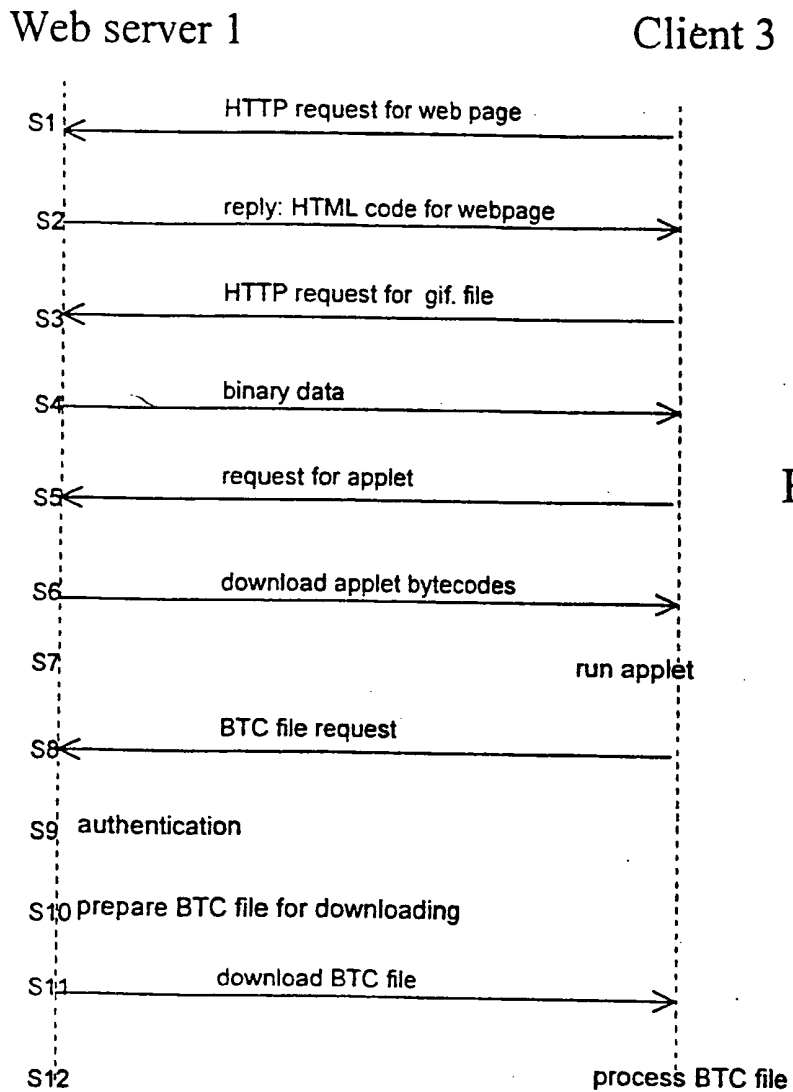 Web server 1 Client 3
S1 HTTP request for web page
S2 reply: HTML code for webpage
S3 HTTP request for gif. file
S4 binary data
S5 request for applet
S6 download applet bytecodes
S7 run applet
S8 BTC file request
S9 authentication
S10 prepare BTC file for downloading
S11 download BTC file
S12 process BTC file